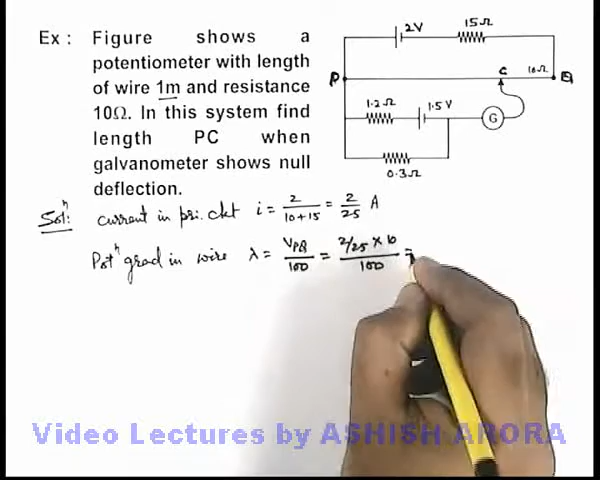 Ex : Figure shows a
potentiometer with length
of wire 1m and resistance
10Ω. In this system find
length PC when
galvanometer shows null
deflection.
2V
15Ω
P
C
10Ω
Q
1.2Ω
1.5V
G
0.3Ω
Solⁿ: current in pri. ckt i = 2/(10+15) = 2/25 A
Potⁿ grad in wire λ = V_PQ/100 = (2/25 × 10)/100 =
Video Lectures by ASHISH ARORA